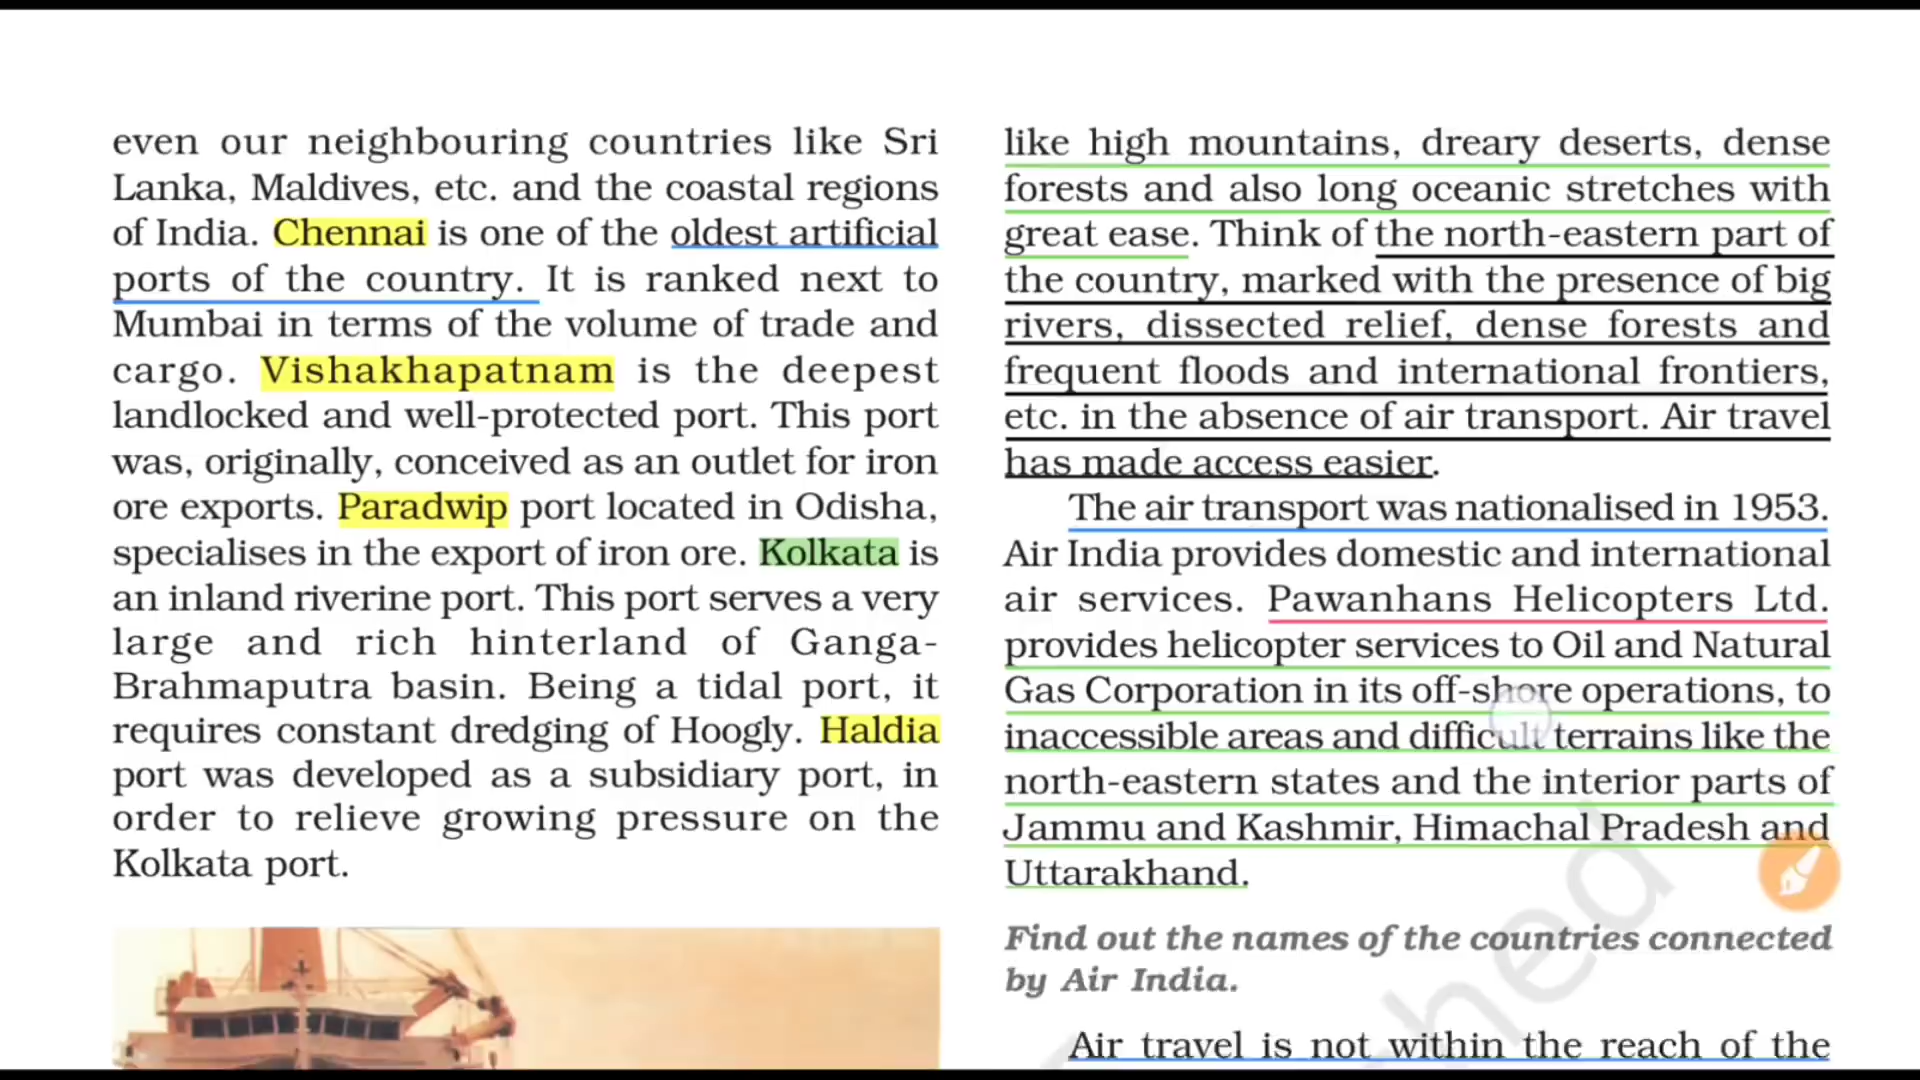 even our neighbouring countries like Sri
Lanka, Maldives, etc. and the coastal regions
of India. Chennai is one of the oldest artificial
ports of the country. It is ranked next to
Mumbai in terms of the volume of trade and
cargo. Vishakhapatnam is the deepest
landlocked and well-protected port. This port
was, originally, conceived as an outlet for iron
ore exports. Paradwip port located in Odisha,
specialises in the export of iron ore. Kolkata is
an inland riverine port. This port serves a very
large and rich hinterland of Ganga-
Brahmaputra basin. Being a tidal port, it
requires constant dredging of Hoogly. Haldia
port was developed as a subsidiary port, in
order to relieve growing pressure on the
Kolkata port.
like high mountains, dreary deserts, dense
forests and also long oceanic stretches with
great ease. Think of the north-eastern part of
the country, marked with the presence of big
rivers, dissected relief, dense forests and
frequent floods and international frontiers,
etc. in the absence of air transport. Air travel
has made access easier.
The air transport was nationalised in 1953.
Air India provides domestic and international
air services. Pawanhans Helicopters Ltd.
provides helicopter services to Oil and Natural
Gas Corporation in its off-shore operations, to
inaccessible areas and difficult terrains like the
north-eastern states and the interior parts of
Jammu and Kashmir, Himachal Pradesh and
Uttarakhand.
Find out the names of the countries connected
by Air India.
Air travel is not within the reach of the